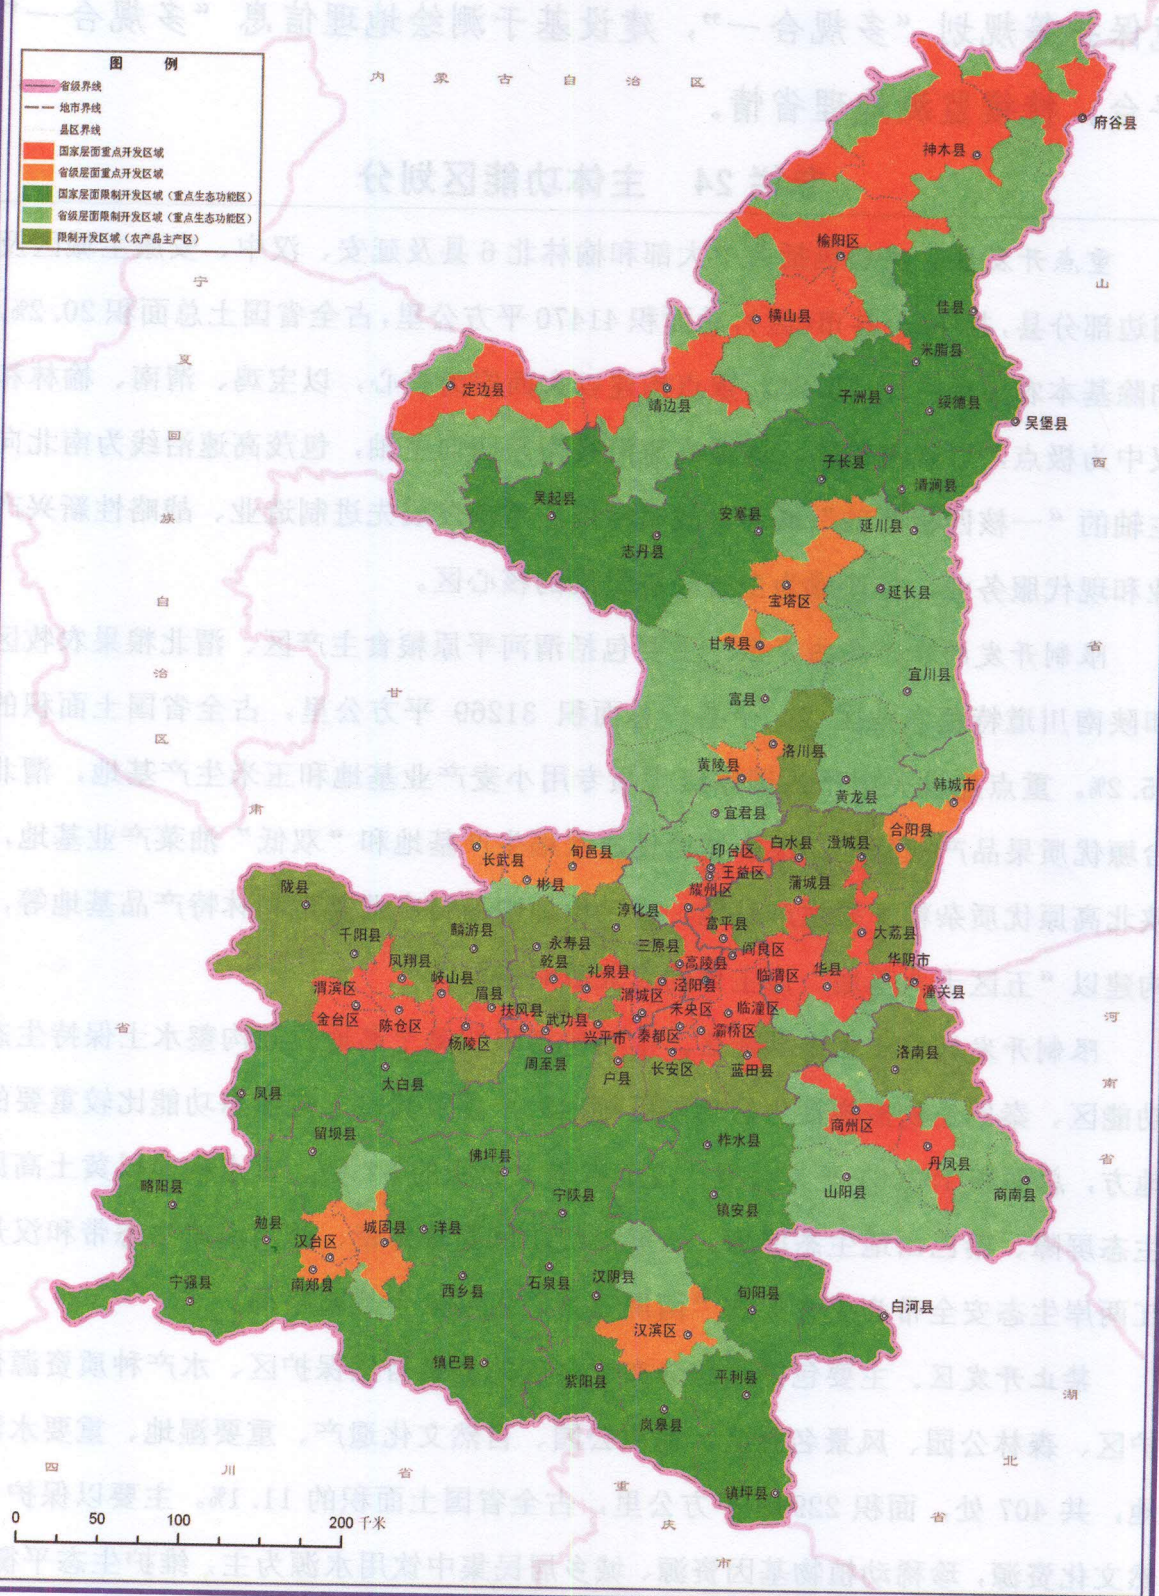 图 例
省级界线
地市界线
县区界线
国家层面重点开发区域
省级层面重点开发区域
国家层面限制开发区域（重点生态功能区）
省级层面限制开发区域（重点生态功能区）
限制开发区域（农产品主产区）
内 蒙 古 自 治 区
府谷县
神木县
榆阳区
宁
夏
回
族
自
治
区
山
西
省
佳县
横山县
米脂县
定边县
靖边县
子洲县
绥德县
吴堡县
子长县
清涧县
吴起县
安塞县
延川县
志丹县
宝塔区
延长县
甘泉县
宜川县
甘
肃
省
富县
洛川县
黄陵县
黄龙县
韩城市
宜君县
合阳县
长武县
旬邑县
彬县
印台区
白水县
澄城县
王益区
耀州区
蒲城县
陇县
淳化县
富平县
大荔县
千阳县
麟游县
永寿县
三原县
阎良区
凤翔县
乾县
礼泉县
高陵县
临渭区
华县
华阴市
渭滨区
岐山县
眉县
渭城区
泾阳县
潼关县
金台区
陈仓区
扶风县
武功县
兴平市
未央区
临潼区
杨陵区
秦都区
灞桥区
周至县
户县
长安区
蓝田县
洛南县
河
南
省
太白县
凤县
商州区
留坝县
佛坪县
柞水县
丹凤县
略阳县
宁陕县
镇安县
山阳县
商南县
勉县
汉台区
城固县
洋县
宁强县
南郑县
西乡县
石泉县
汉阴县
旬阳县
白河县
汉滨区
镇巴县
紫阳县
平利县
岚皋县
镇坪县
湖
北
省
四 川 省
重
庆
市
0 50 100 200 千米